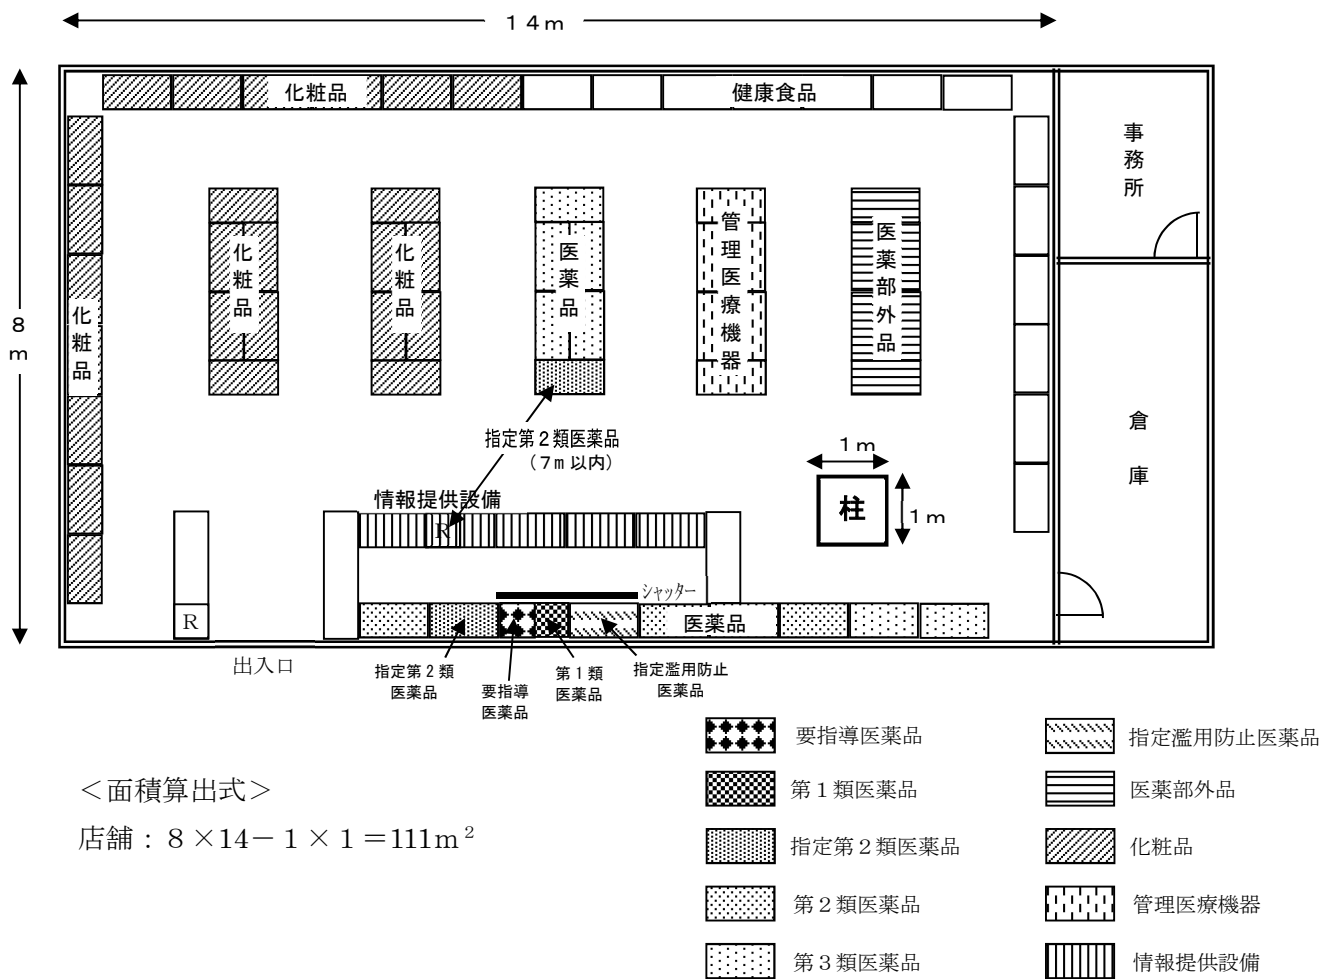 １４ｍ
化粧品
健康食品
事務所
８ｍ
化粧品
化粧品
化粧品
医薬品
管理医療機器
医薬部外品
倉庫
指定第２類医薬品
（７ｍ以内）
１ｍ
柱
１ｍ
情報提供設備
R
シャッター
R
医薬品
出入口
指定第２類
医薬品
要指導
医薬品
第１類
医薬品
指定濫用防止
医薬品
要指導医薬品
指定濫用防止医薬品
第１類医薬品
医薬部外品
指定第２類医薬品
化粧品
第２類医薬品
管理医療機器
第３類医薬品
情報提供設備
＜面積算出式＞
店舗：８×14－１×１＝111ｍ²